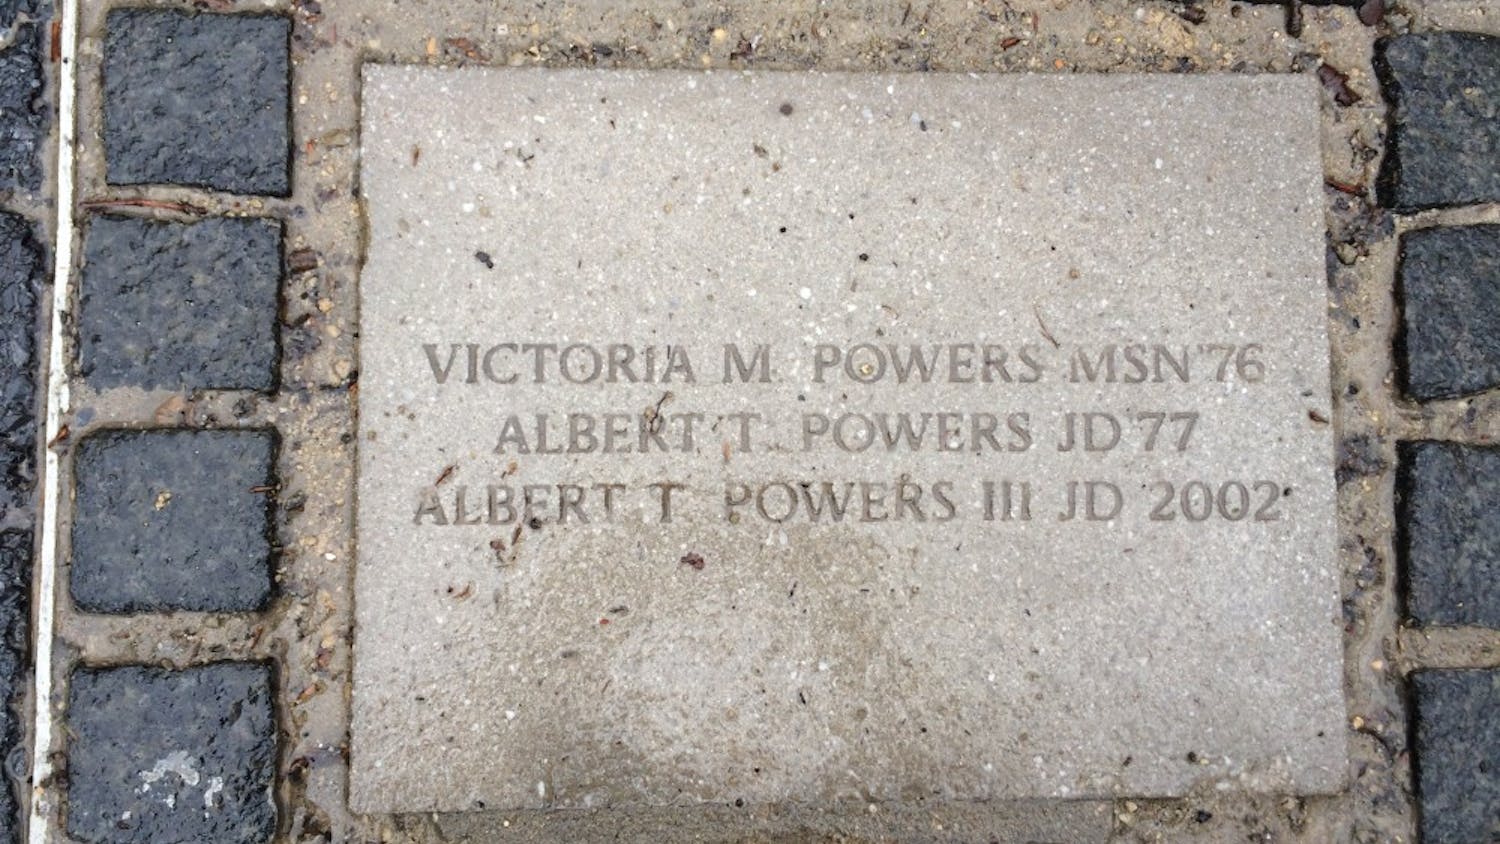 VICTORIA M POWERS MSN '76
ALBERT T POWERS JD '77
ALBERT T POWERS III JD 2002